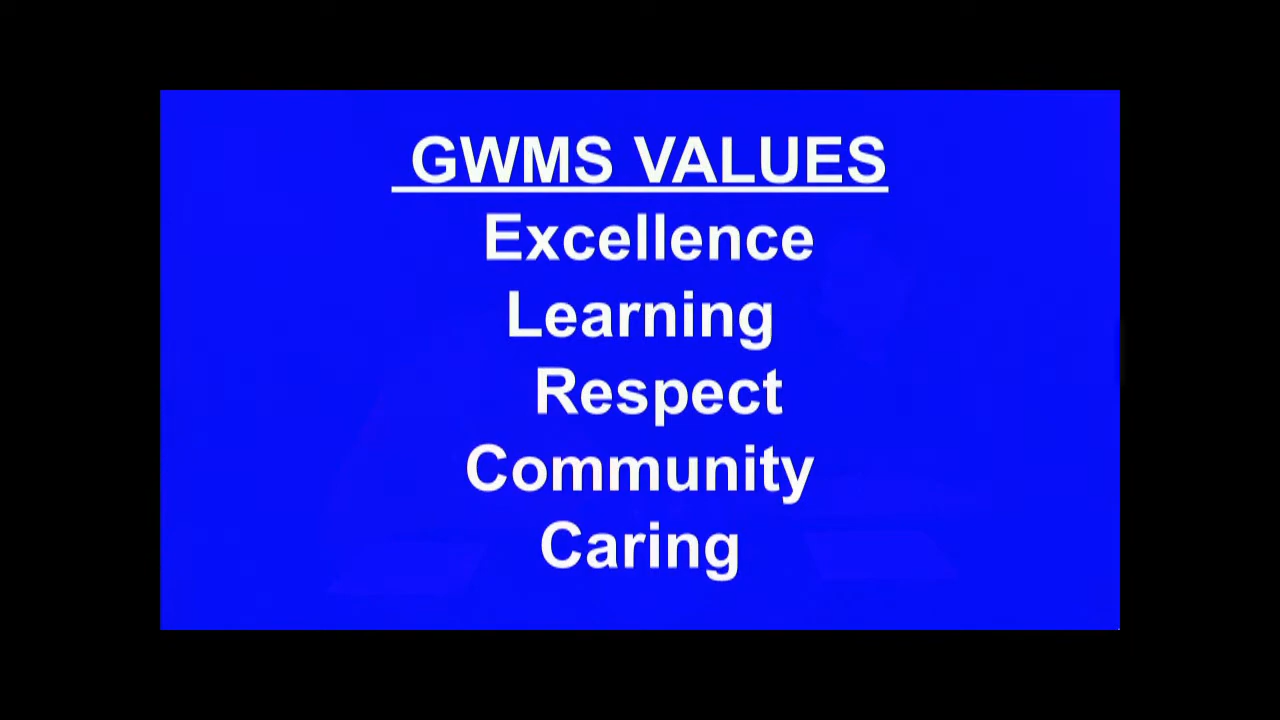 GWMS VALUES
Excellence
Learning
Respect
Community
Caring